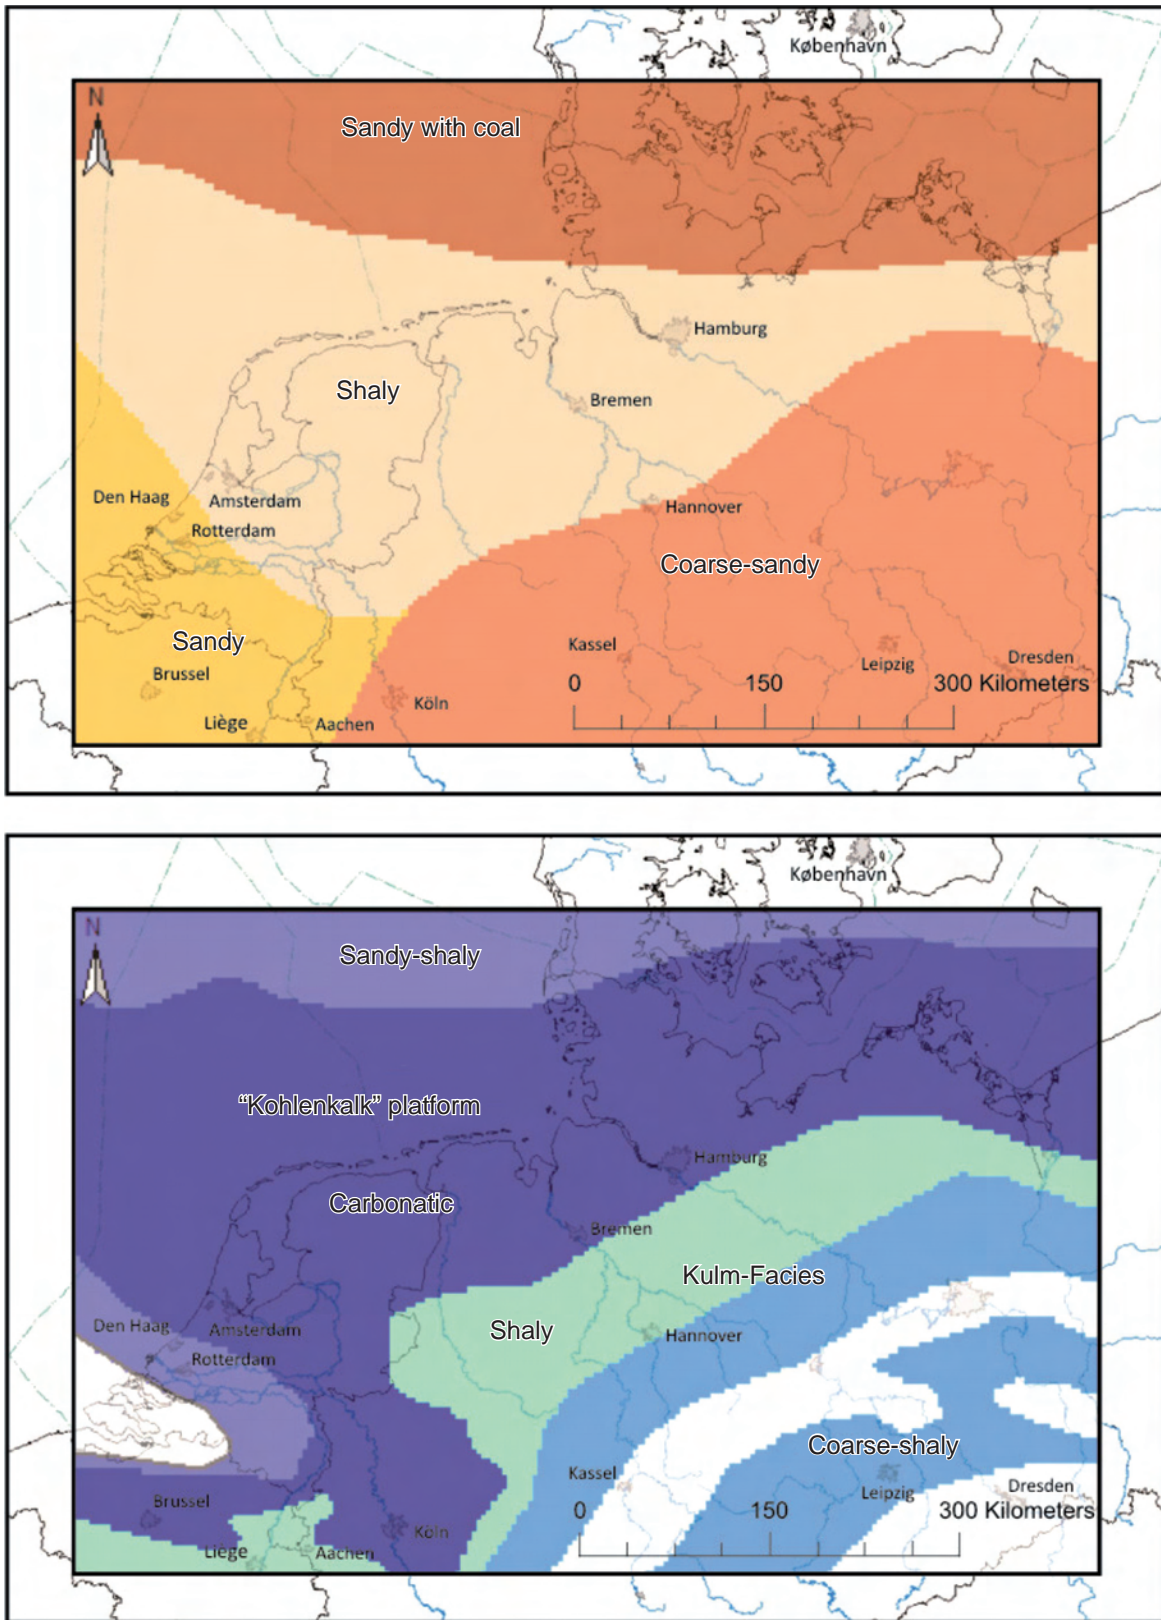 København
N
Sandy with coal
Hamburg
Shaly
Bremen
Den Haag
Amsterdam
Hannover
Rotterdam
Coarse-sandy
Sandy
Kassel
Dresden
Leipzig
Brussel
0 150 300 Kilometers
Köln
Liège
Aachen
København
N
Sandy-shaly
“Kohlenkalk” platform
Hamburg
Carbonatic
Bremen
Kulm-Facies
Den Haag
Amsterdam
Shaly
Hannover
Rotterdam
Coarse-shaly
Kassel
Dresden
Leipzig
Brussel
0 150 300 Kilometers
Köln
Liège
Aachen